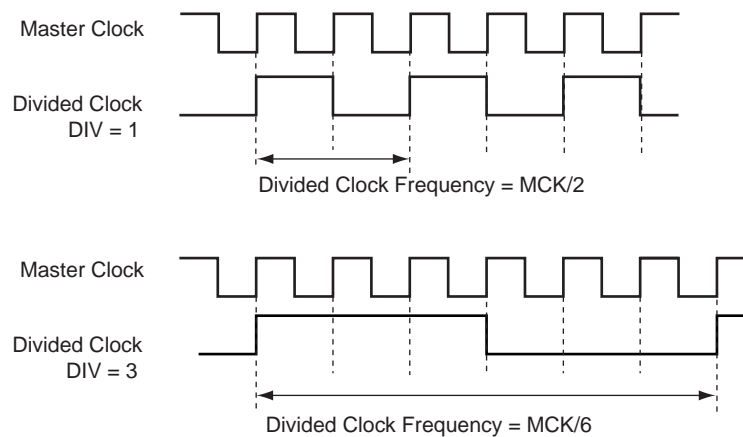 Master Clock
Divided Clock
DIV = 1
Divided Clock Frequency = MCK/2
Master Clock
Divided Clock
DIV = 3
Divided Clock Frequency = MCK/6